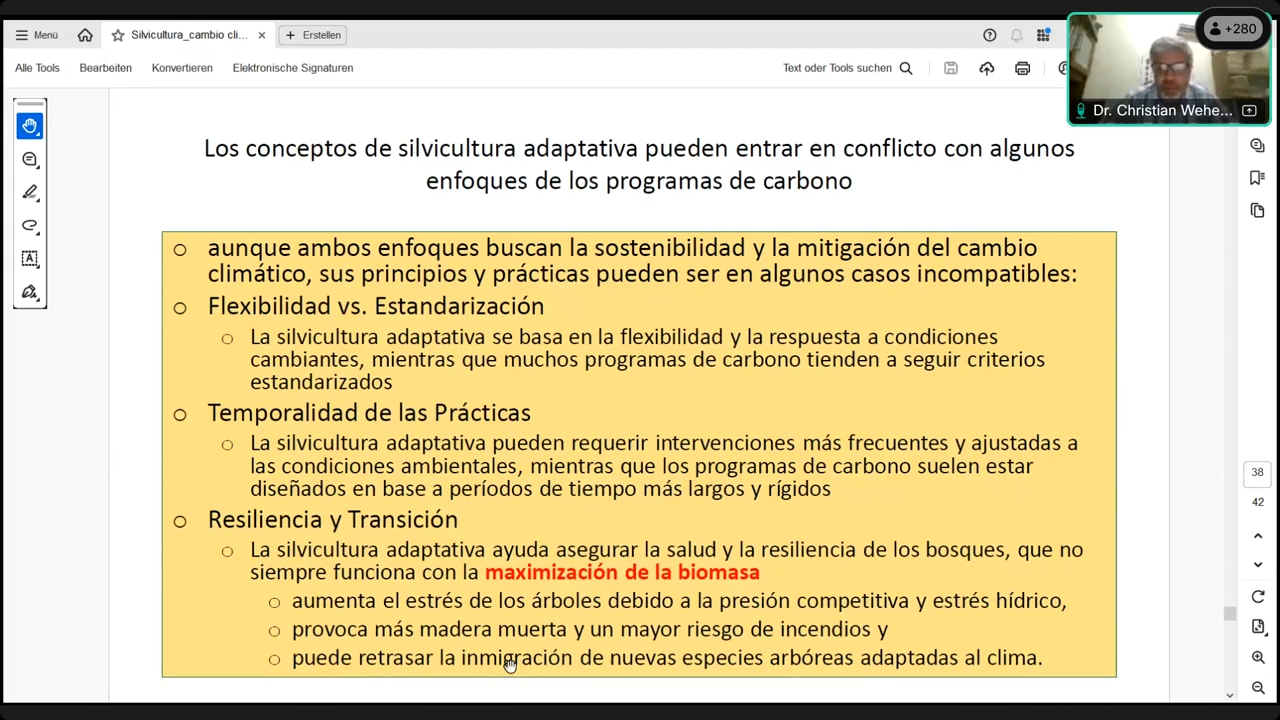 Menü
Silvicultura_cambio cli...
Erstellen
+280
Alle Tools
Bearbeiten
Konvertieren
Elektronische Signaturen
Text oder Tools suchen
Dr. Christian Wehe...
Los conceptos de silvicultura adaptativa pueden entrar en conflicto con algunos
enfoques de los programas de carbono
aunque ambos enfoques buscan la sostenibilidad y la mitigación del cambio
climático, sus principios y prácticas pueden ser en algunos casos incompatibles:
Flexibilidad vs. Estandarización
La silvicultura adaptativa se basa en la flexibilidad y la respuesta a condiciones
cambiantes, mientras que muchos programas de carbono tienden a seguir criterios
estandarizados
Temporalidad de las Prácticas
La silvicultura adaptativa pueden requerir intervenciones más frecuentes y ajustadas a
las condiciones ambientales, mientras que los programas de carbono suelen estar
diseñados en base a períodos de tiempo más largos y rígidos
Resiliencia y Transición
La silvicultura adaptativa ayuda asegurar la salud y la resiliencia de los bosques, que no
siempre funciona con la maximización de la biomasa
aumenta el estrés de los árboles debido a la presión competitiva y estrés hídrico,
provoca más madera muerta y un mayor riesgo de incendios y
puede retrasar la inmigración de nuevas especies arbóreas adaptadas al clima.
38
42